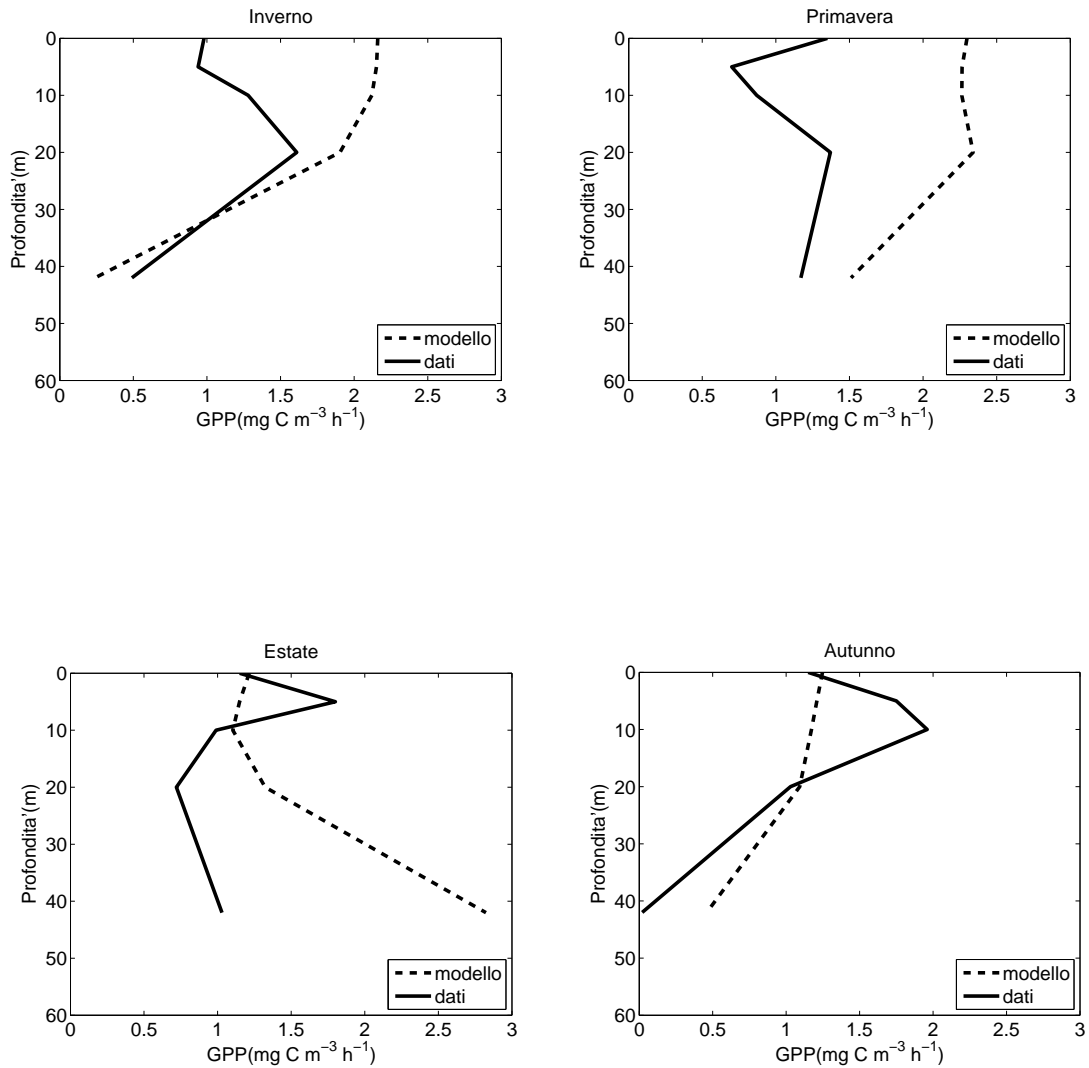 Inverno
0
10
20
30
40
50
60
Profondita'(m)
0 0.5 1 1.5 2 2.5 3
GPP(mg C m⁻³ h⁻¹)
modello
dati
Primavera
0
10
20
30
40
50
60
Profondita'(m)
0 0.5 1 1.5 2 2.5 3
GPP(mg C m⁻³ h⁻¹)
modello
dati
Estate
0
10
20
30
40
50
60
Profondita'(m)
0 0.5 1 1.5 2 2.5 3
GPP(mg C m⁻³ h⁻¹)
modello
dati
Autunno
0
10
20
30
40
50
60
Profondita'(m)
0 0.5 1 1.5 2 2.5 3
GPP(mg C m⁻³ h⁻¹)
modello
dati